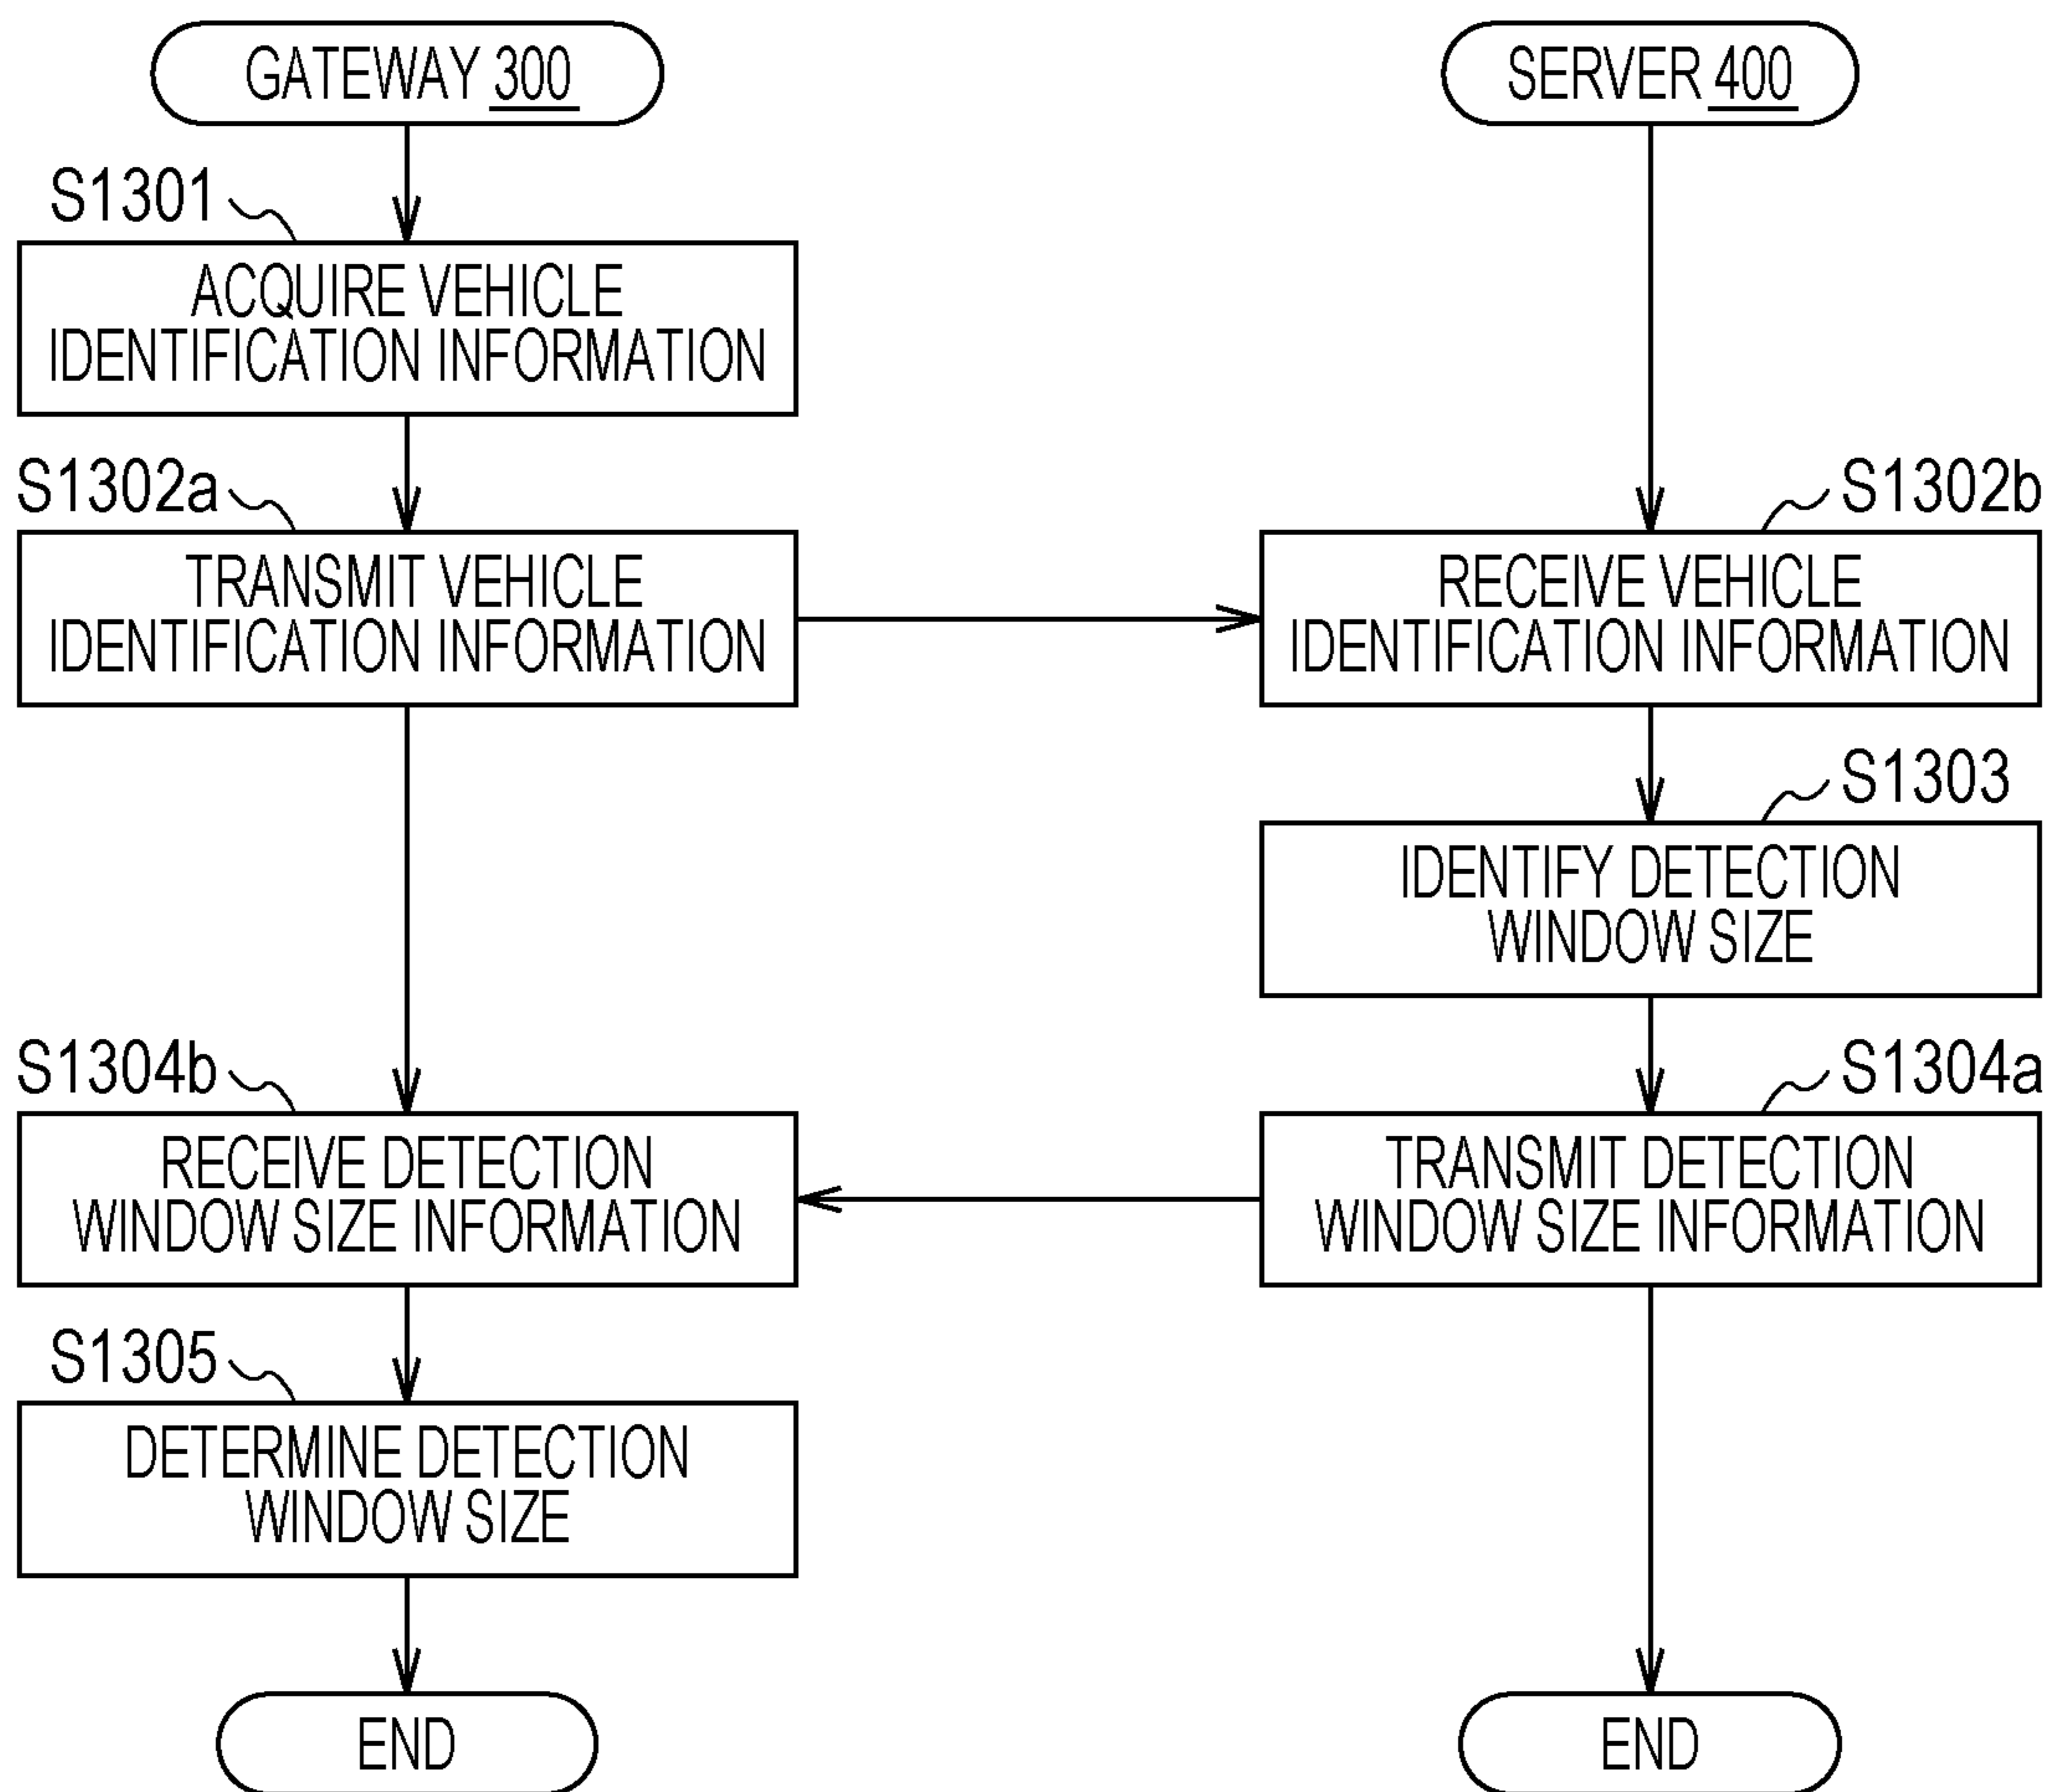 GATEWAY 300
SERVER 400
S1301
ACQUIRE VEHICLE
IDENTIFICATION INFORMATION
S1302a
TRANSMIT VEHICLE
IDENTIFICATION INFORMATION
S1302b
RECEIVE VEHICLE
IDENTIFICATION INFORMATION
S1303
IDENTIFY DETECTION
WINDOW SIZE
S1304b
RECEIVE DETECTION
WINDOW SIZE INFORMATION
S1304a
TRANSMIT DETECTION
WINDOW SIZE INFORMATION
S1305
DETERMINE DETECTION
WINDOW SIZE
END
END